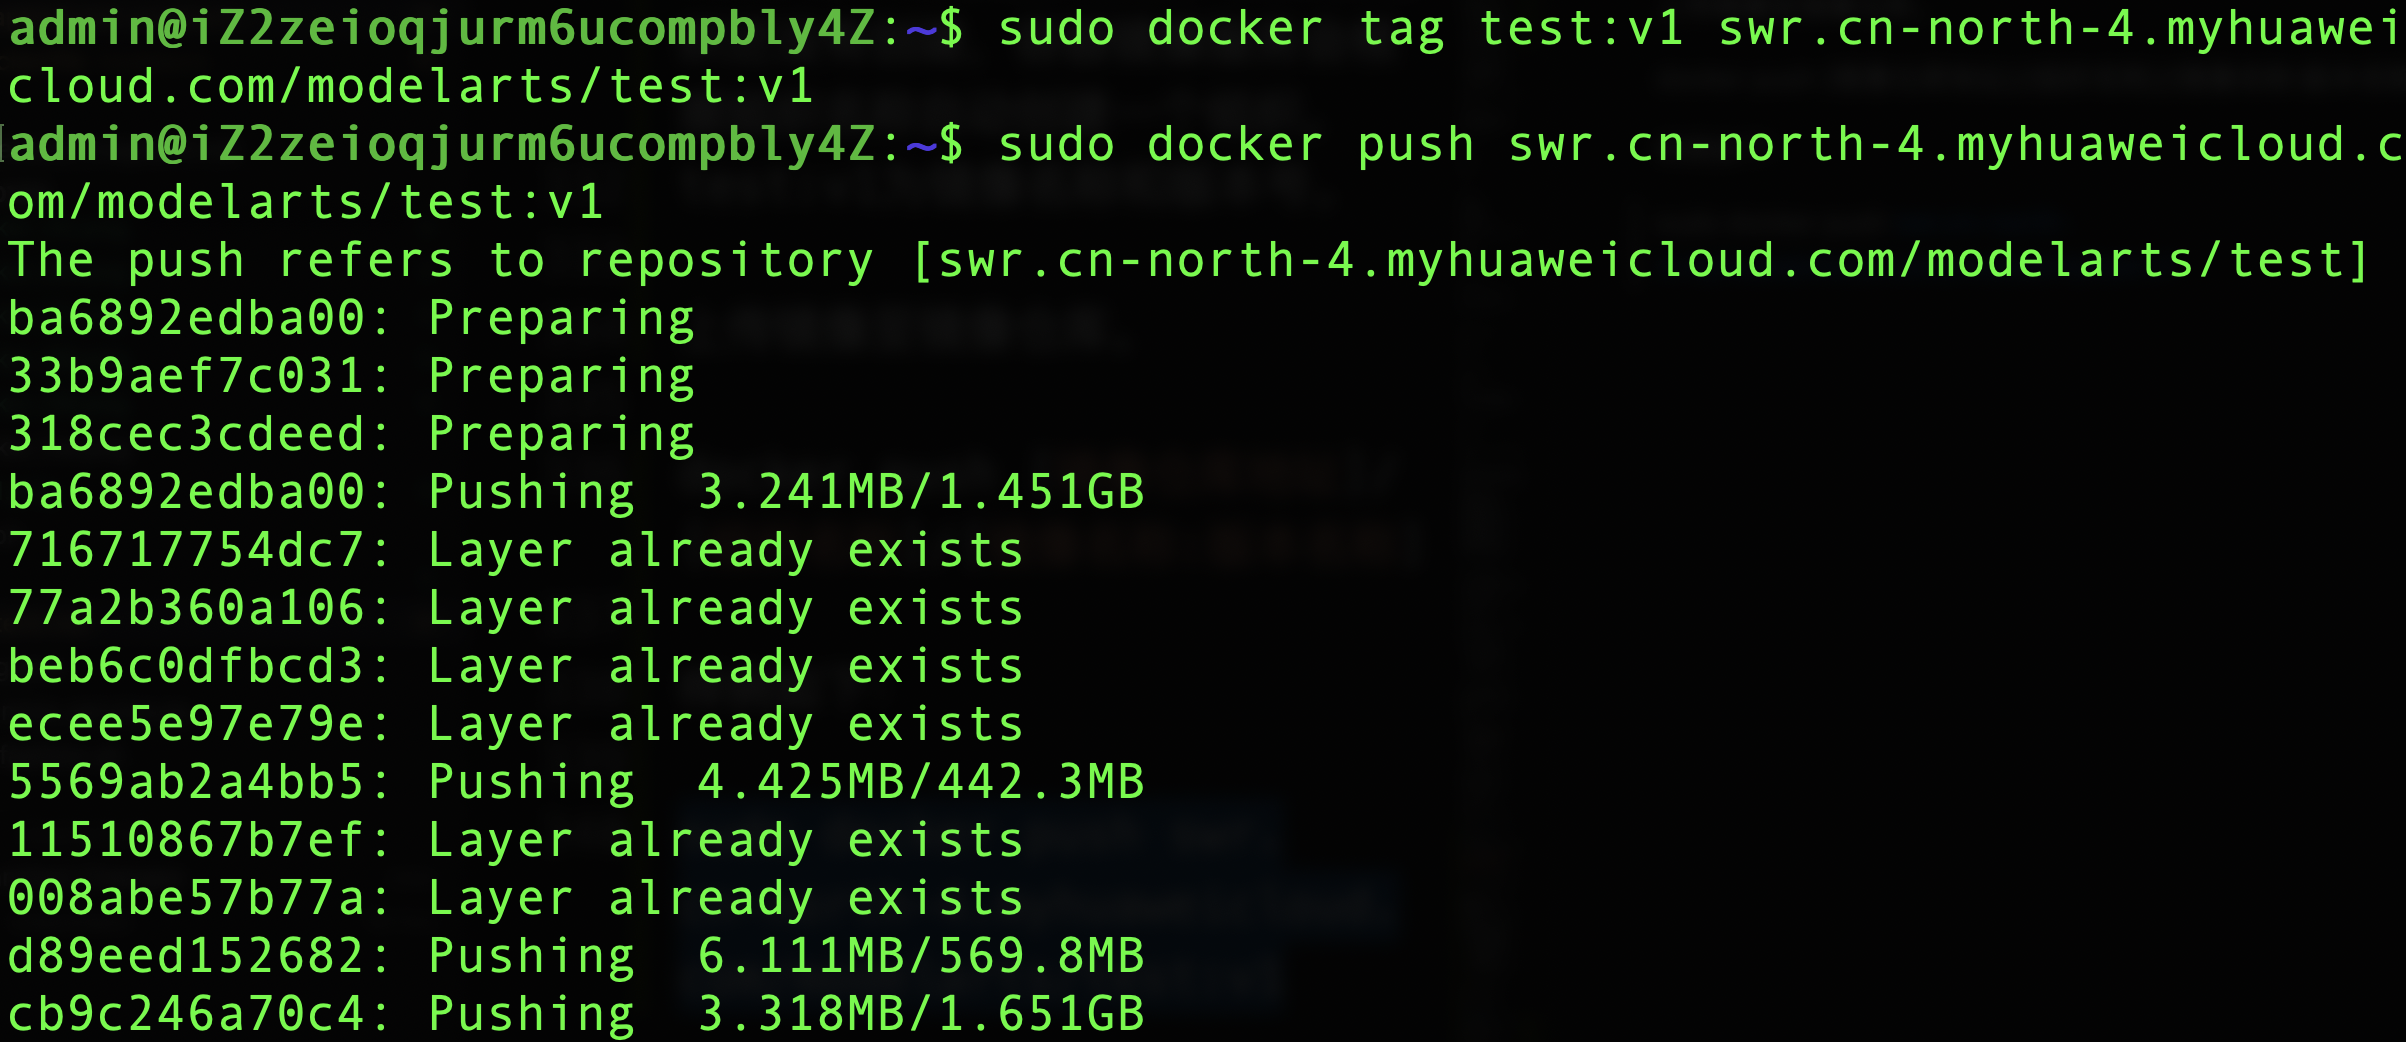 admin@iZ2zeioqjurm6ucompbly4Z:~$ sudo docker tag test:v1 swr.cn-north-4.myhuawei
cloud.com/modelarts/test:v1
[admin@iZ2zeioqjurm6ucompbly4Z:~$ sudo docker push swr.cn-north-4.myhuaweicloud.c
om/modelarts/test:v1
The push refers to repository [swr.cn-north-4.myhuaweicloud.com/modelarts/test]
ba6892edba00: Preparing
33b9aef7c031: Preparing
318cec3cdeed: Preparing
ba6892edba00: Pushing  3.241MB/1.451GB
716717754dc7: Layer already exists
77a2b360a106: Layer already exists
beb6c0dfbcd3: Layer already exists
ecee5e97e79e: Layer already exists
5569ab2a4bb5: Pushing  4.425MB/442.3MB
11510867b7ef: Layer already exists
008abe57b77a: Layer already exists
d89eed152682: Pushing  6.111MB/569.8MB
cb9c246a70c4: Pushing  3.318MB/1.651GB